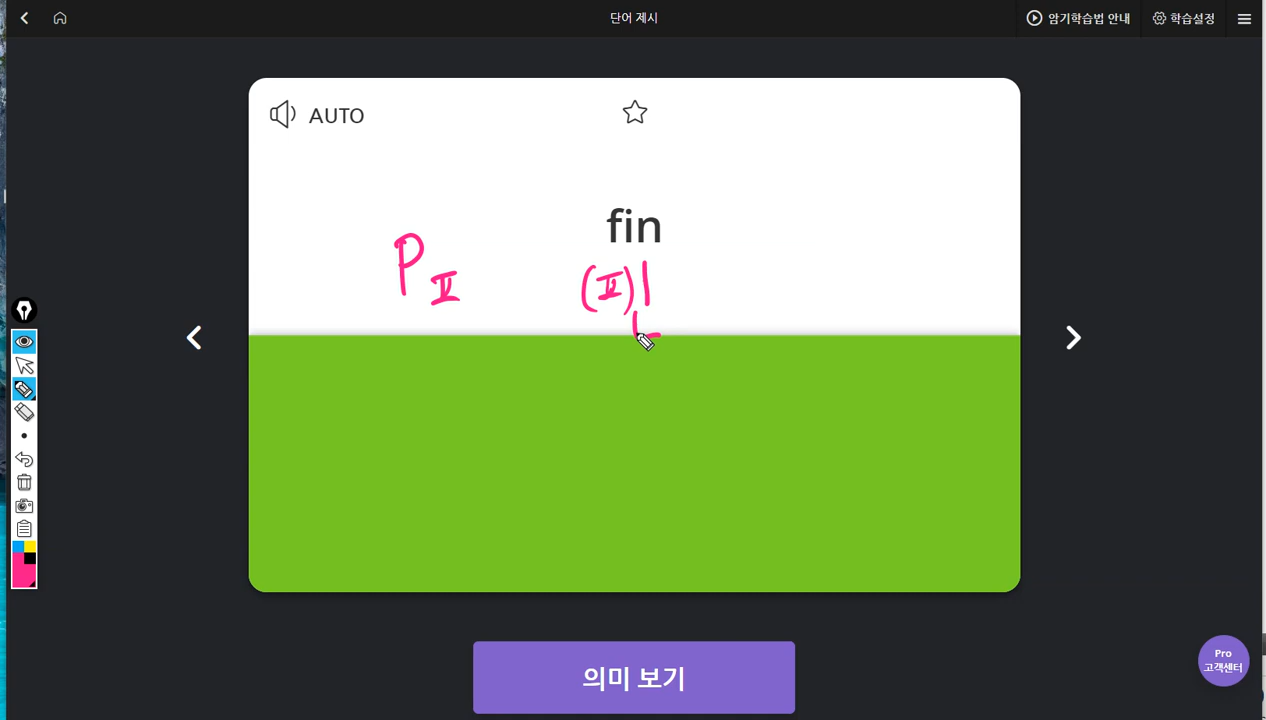 단어 제시
암기학습법 안내
학습설정
AUTO
fin
P ㅍ
(ㅍ)ㅣ
ㄴ
의미 보기
Pro
고객센터